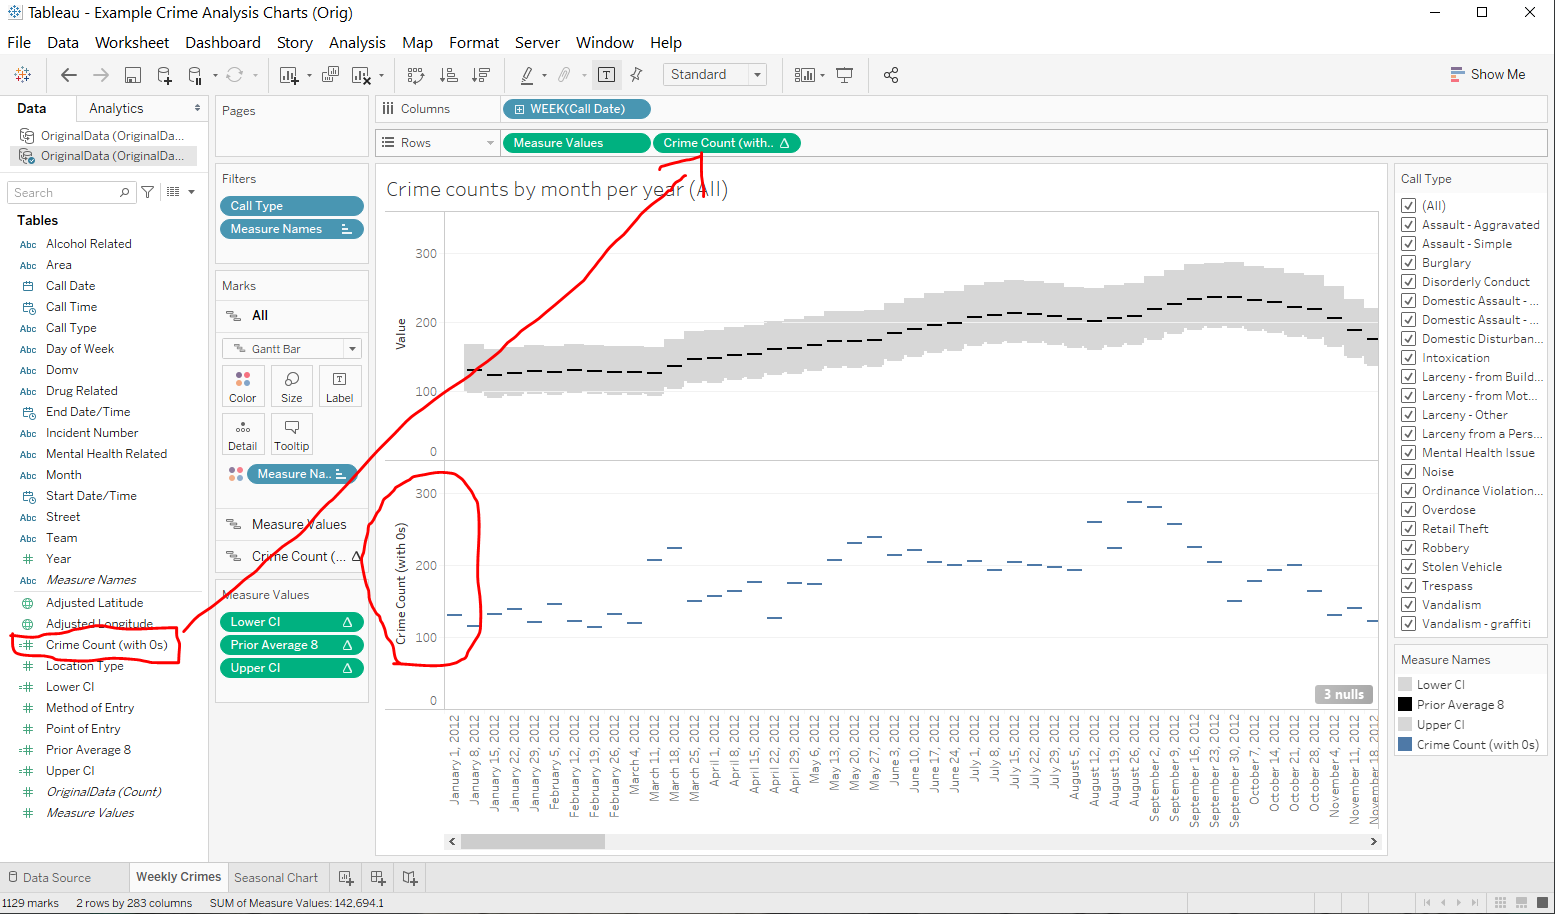 Tableau - Example Crime Analysis Charts (Orig)
File Data Worksheet Dashboard Story Analysis Map Format Server Window Help
Standard
Show Me
Data
Analytics
OriginalData (OriginalDa...
OriginalData (OriginalDa...
Search
Tables
Abc Alcohol Related
Abc Area
Call Date
Call Time
Abc Call Type
Abc Day of Week
Abc Domv
Abc Drug Related
End Date/Time
Abc Incident Number
Abc Mental Health Related
Abc Month
Start Date/Time
Abc Street
Abc Team
# Year
Abc Measure Names
Adjusted Latitude
Adjusted Longitude
=# Crime Count (with 0s)
# Location Type
=# Lower CI
# Method of Entry
# Point of Entry
=# Prior Average 8
=# Upper CI
# OriginalData (Count)
# Measure Values
Pages
Filters
Call Type
Measure Names
Marks
All
Gantt Bar
Color
Size
Label
Detail
Tooltip
Measure Na..
Measure Values
Crime Count (... Δ
Measure Values
Lower CI Δ
Prior Average 8 Δ
Upper CI Δ
Columns
WEEK(Call Date)
Rows
Measure Values
Crime Count (with.. Δ
Crime counts by month per year (All)
Value
300
200
100
0
Crime Count (with 0s)
300
200
100
0
3 nulls
January 1, 2012
January 8, 2012
January 15, 2012
January 22, 2012
January 29, 2012
February 5, 2012
February 12, 2012
February 19, 2012
February 26, 2012
March 4, 2012
March 11, 2012
March 18, 2012
March 25, 2012
April 1, 2012
April 8, 2012
April 15, 2012
April 22, 2012
April 29, 2012
May 6, 2012
May 13, 2012
May 20, 2012
May 27, 2012
June 3, 2012
June 10, 2012
June 17, 2012
June 24, 2012
July 1, 2012
July 8, 2012
July 15, 2012
July 22, 2012
July 29, 2012
August 5, 2012
August 12, 2012
August 19, 2012
August 26, 2012
September 2, 2012
September 9, 2012
September 16, 2012
September 23, 2012
September 30, 2012
October 7, 2012
October 14, 2012
October 21, 2012
October 28, 2012
November 4, 2012
November 11, 2012
November 18, 2012
Call Type
(All)
Assault - Aggravated
Assault - Simple
Burglary
Disorderly Conduct
Domestic Assault - ...
Domestic Assault - ...
Domestic Disturban...
Intoxication
Larceny - from Build...
Larceny - from Mot...
Larceny - Other
Larceny from a Pers...
Mental Health Issue
Noise
Ordinance Violation...
Overdose
Retail Theft
Robbery
Stolen Vehicle
Trespass
Vandalism
Vandalism - graffiti
Measure Names
Lower CI
Prior Average 8
Upper CI
Crime Count (with 0s)
Data Source
Weekly Crimes
Seasonal Chart
1129 marks
2 rows by 283 columns
SUM of Measure Values: 142,694.1